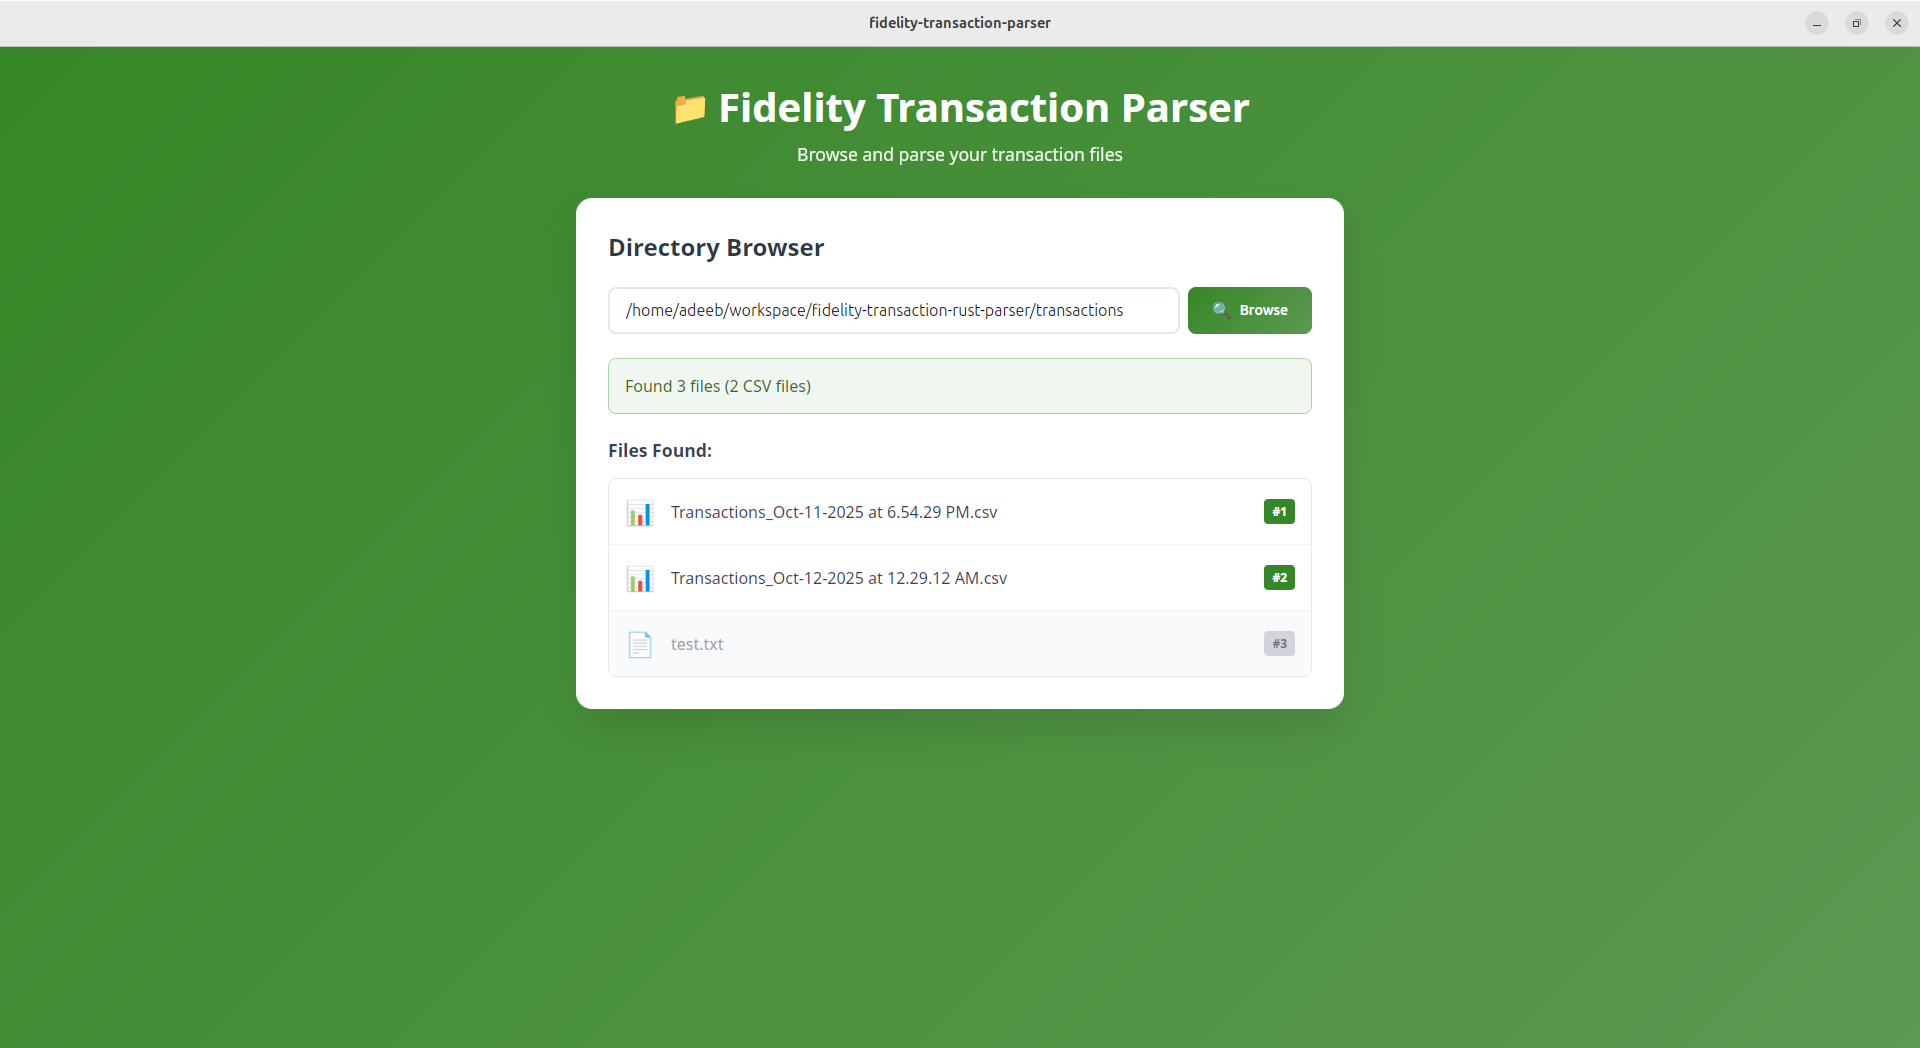 fidelity-transaction-parser
Fidelity Transaction Parser
Browse and parse your transaction files
Directory Browser
/home/adeeb/workspace/fidelity-transaction-rust-parser/transactions
Browse
Found 3 files (2 CSV files)
Files Found:
Transactions_Oct-11-2025 at 6.54.29 PM.csv #1
Transactions_Oct-12-2025 at 12.29.12 AM.csv #2
test.txt #3